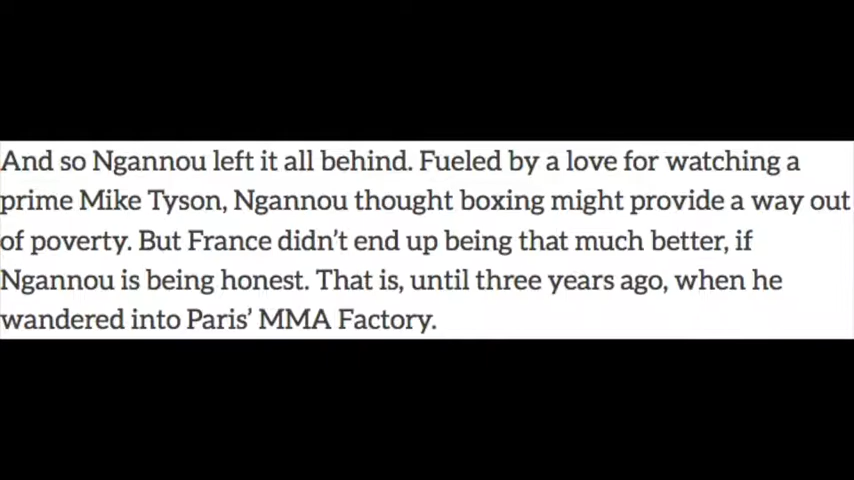 And so Ngannou left it all behind. Fueled by a love for watching a
prime Mike Tyson, Ngannou thought boxing might provide a way out
of poverty. But France didn’t end up being that much better, if
Ngannou is being honest. That is, until three years ago, when he
wandered into Paris’ MMA Factory.